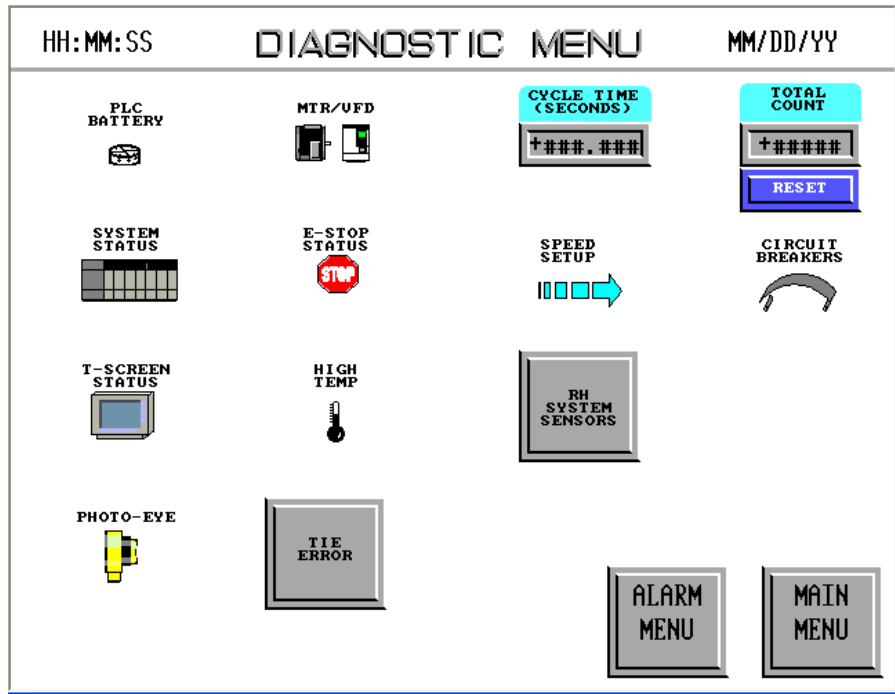 HH:MM:SS
DIAGNOSTIC MENU
MM/DD/YY
PLC
BATTERY
MTR/VFD
CYCLE TIME
(SECONDS)
+###.###
TOTAL
COUNT
+#####
RESET
SYSTEM
STATUS
E-STOP
STATUS
STOP
SPEED
SETUP
CIRCUIT
BREAKERS
T-SCREEN
STATUS
HIGH
TEMP
RH
SYSTEM
SENSORS
PHOTO-EYE
TIE
ERROR
ALARM
MENU
MAIN
MENU